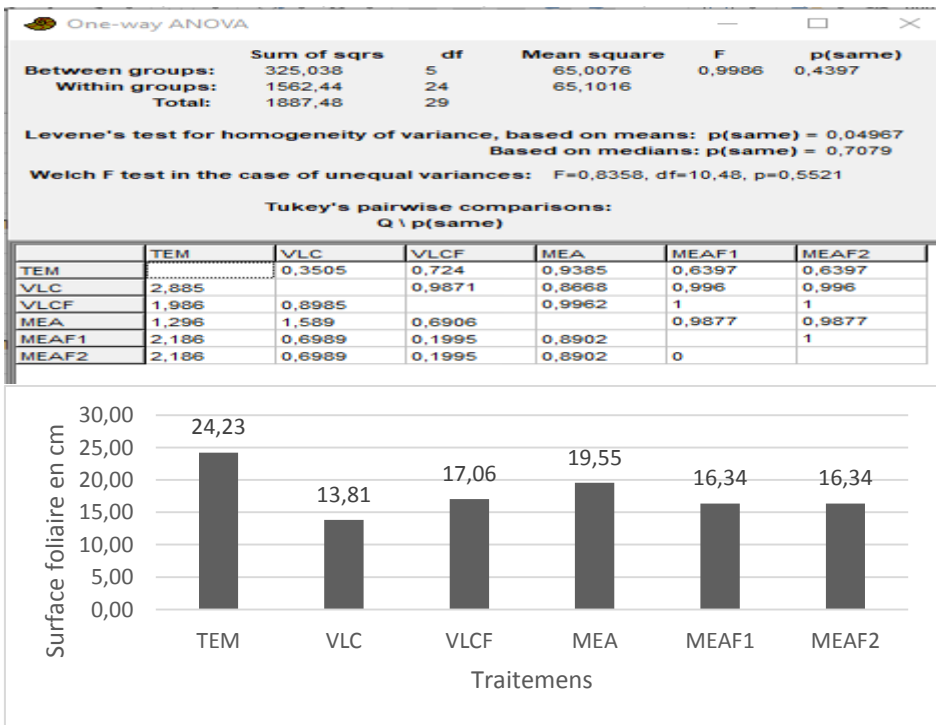 One-way ANOVA
Sum of sqrs df Mean square F p(same)
Between groups: 325,038 5 65,0076 0,9986 0,4397
Within groups: 1562,44 24 65,1016
Total: 1887,48 29
Levene's test for homogeneity of variance, based on means: p(same) = 0,04967
Based on medians: p(same) = 0,7079
Welch F test in the case of unequal variances: F=0,8358, df=10,48, p=0,5521
Tukey's pairwise comparisons:
Q \ p(same)
TEM VLC VLCF MEA MEAF1 MEAF2
TEM 0,3505 0,724 0,9385 0,6397 0,6397
VLC 2,885 0,9871 0,8668 0,996 0,996
VLCF 1,986 0,8985 0,9962 1 1
MEA 1,296 1,589 0,6906 0,9877 0,9877
MEAF1 2,186 0,6989 0,1995 0,8902 1
MEAF2 2,186 0,6989 0,1995 0,8902 0
Surface foliaire en cm
30,00
25,00
20,00
15,00
10,00
5,00
0,00
24,23
13,81
17,06
19,55
16,34
16,34
TEM VLC VLCF MEA MEAF1 MEAF2
Traitemens